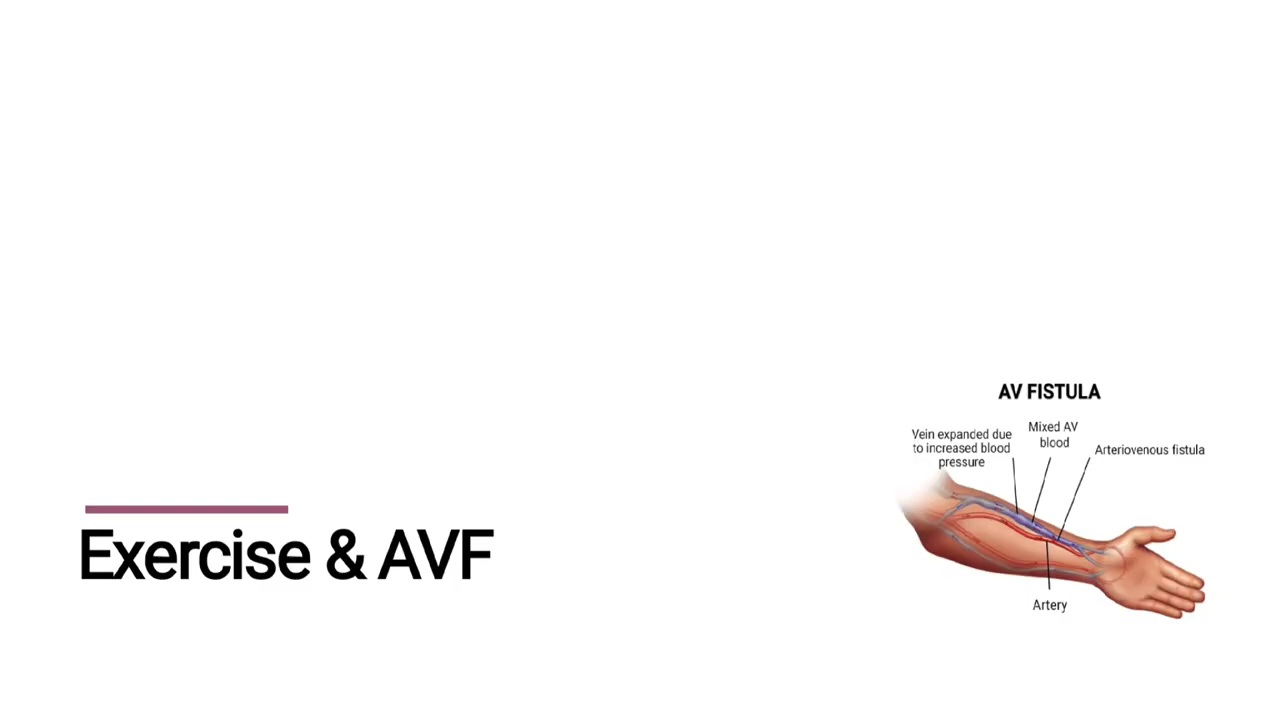 AV FISTULA
Vein expanded due
to increased blood
pressure
Mixed AV
blood
Arteriovenous fistula
Artery
Exercise & AVF